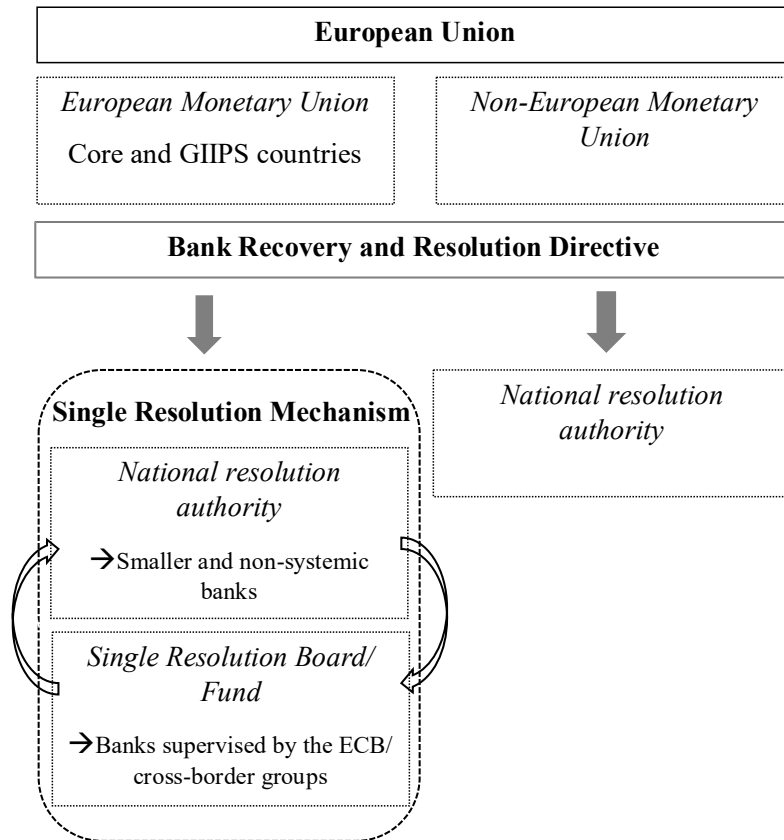 European Union
European Monetary Union
Core and GIIPS countries
Non-European Monetary
Union
Bank Recovery and Resolution Directive
Single Resolution Mechanism
National resolution
authority
→Smaller and non-systemic
banks
Single Resolution Board/
Fund
→Banks supervised by the ECB/
cross-border groups
National resolution
authority